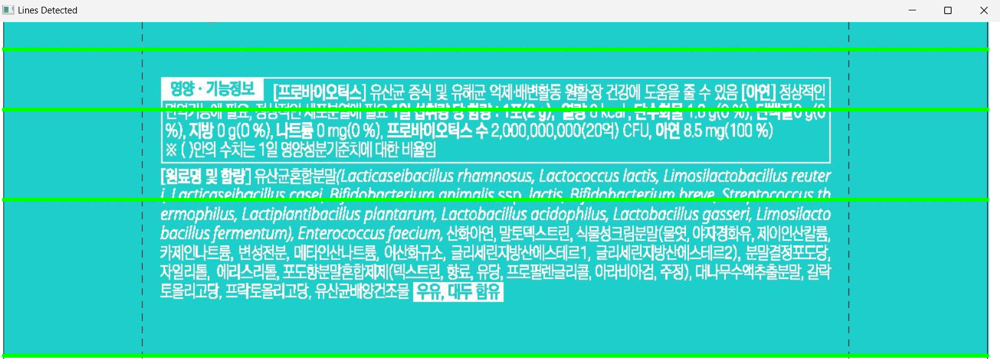 Lines Detected
영양·기능정보 [프로바이오틱스] 유산균 증식 및 유해균 억제·배변활동 원활·장 건강에 도움을 줄 수 있음 [아연] 정상적인
면역기능에 필요, 정상적인 세포분열에 필요 1일 섭취량 당 함량 : 1포(2 g), 열량 kcal, 탄수화물 1.8 g(0 %), 단백질 0 g(0
%), 지방 0 g(0 %), 나트륨 0 mg(0 %), 프로바이오틱스 수 2,000,000,000(20억) CFU, 아연 8.5 mg(100 %)
※ ( )안의 수치는 1일 영양성분기준치에 대한 비율임
[원료명 및 함량] 유산균혼합분말(Lacticaseibacillus rhamnosus, Lactococcus lactis, Limosilactobacillus reuter
i, Lacticaseibacillus casei, Bifidobacterium animalis ssp. lactis, Bifidobacterium breve, Streptococcus th
ermophilus, Lactiplantibacillus plantarum, Lactobacillus acidophilus, Lactobacillus gasseri, Limosilacto
bacillus fermentum), Enterococcus faecium, 산화아연, 말토덱스트린, 식물성크림분말(물엿, 야자경화유, 제이인산칼륨,
카제인나트륨, 변성전분, 메타인산나트륨, 이산화규소, 글리세린지방산에스테르1, 글리세린지방산에스테르2), 분말결정포도당,
자일리톨, 에리스리톨, 포도향분말혼합제제(덱스트린, 향료, 유당, 프로필렌글리콜, 아라비아검, 주정), 대나무수액추출분말, 갈락
토올리고당, 프락토올리고당, 유산균배양건조물 우유, 대두 함유